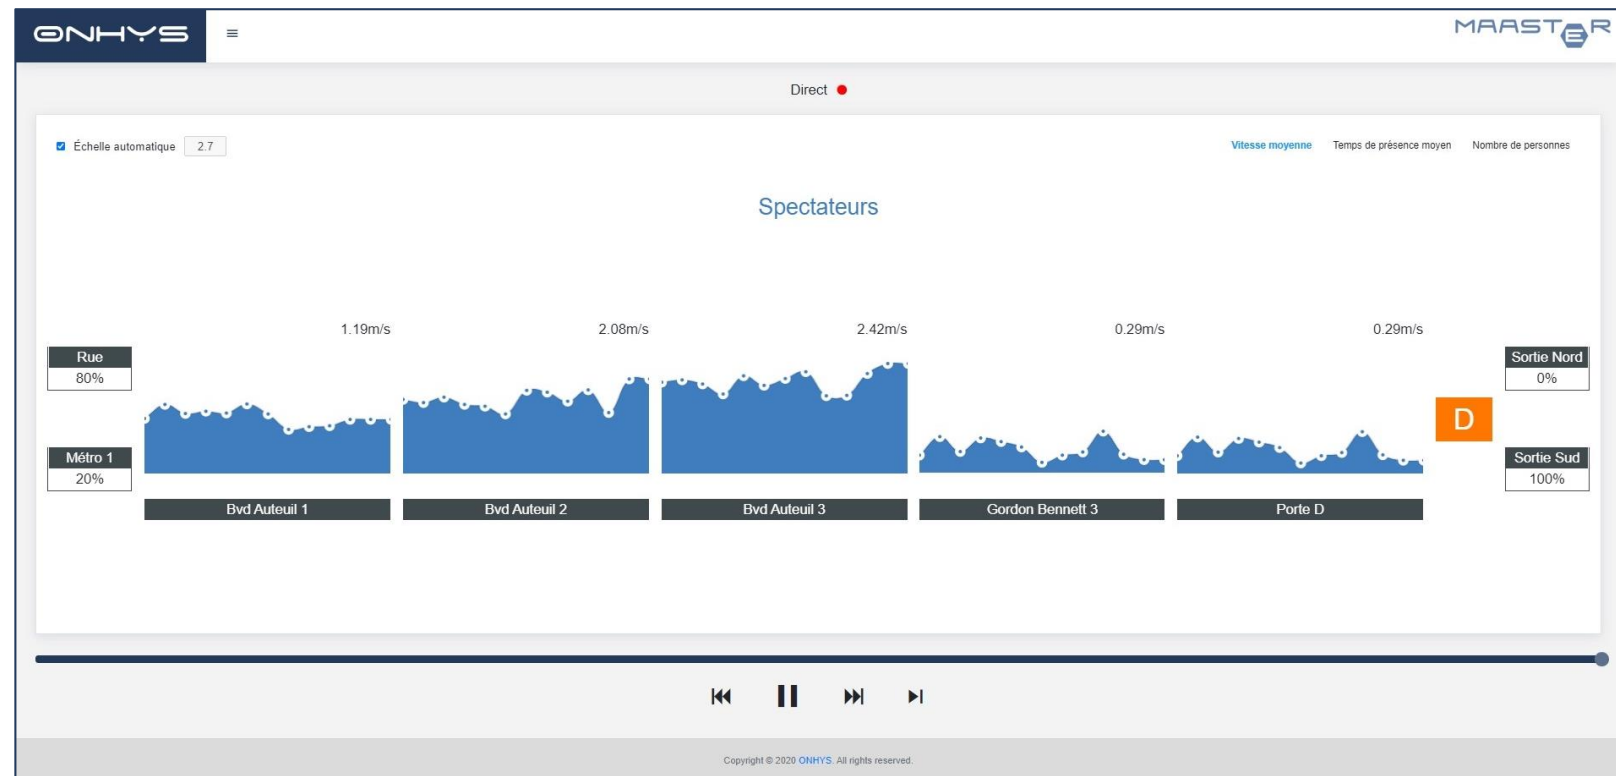 ONHYS
MAASTER
Direct
Échelle automatique 2.7
Vitesse moyenne Temps de présence moyen Nombre de personnes
Spectateurs
1.19m/s 2.08m/s 2.42m/s 0.29m/s 0.29m/s
Rue
80%
Sortie Nord
0%
D
Métro 1
20%
Sortie Sud
100%
Bvd Auteuil 1 Bvd Auteuil 2 Bvd Auteuil 3 Gordon Bennett 3 Porte D
Copyright © 2020 ONHYS. All rights reserved.